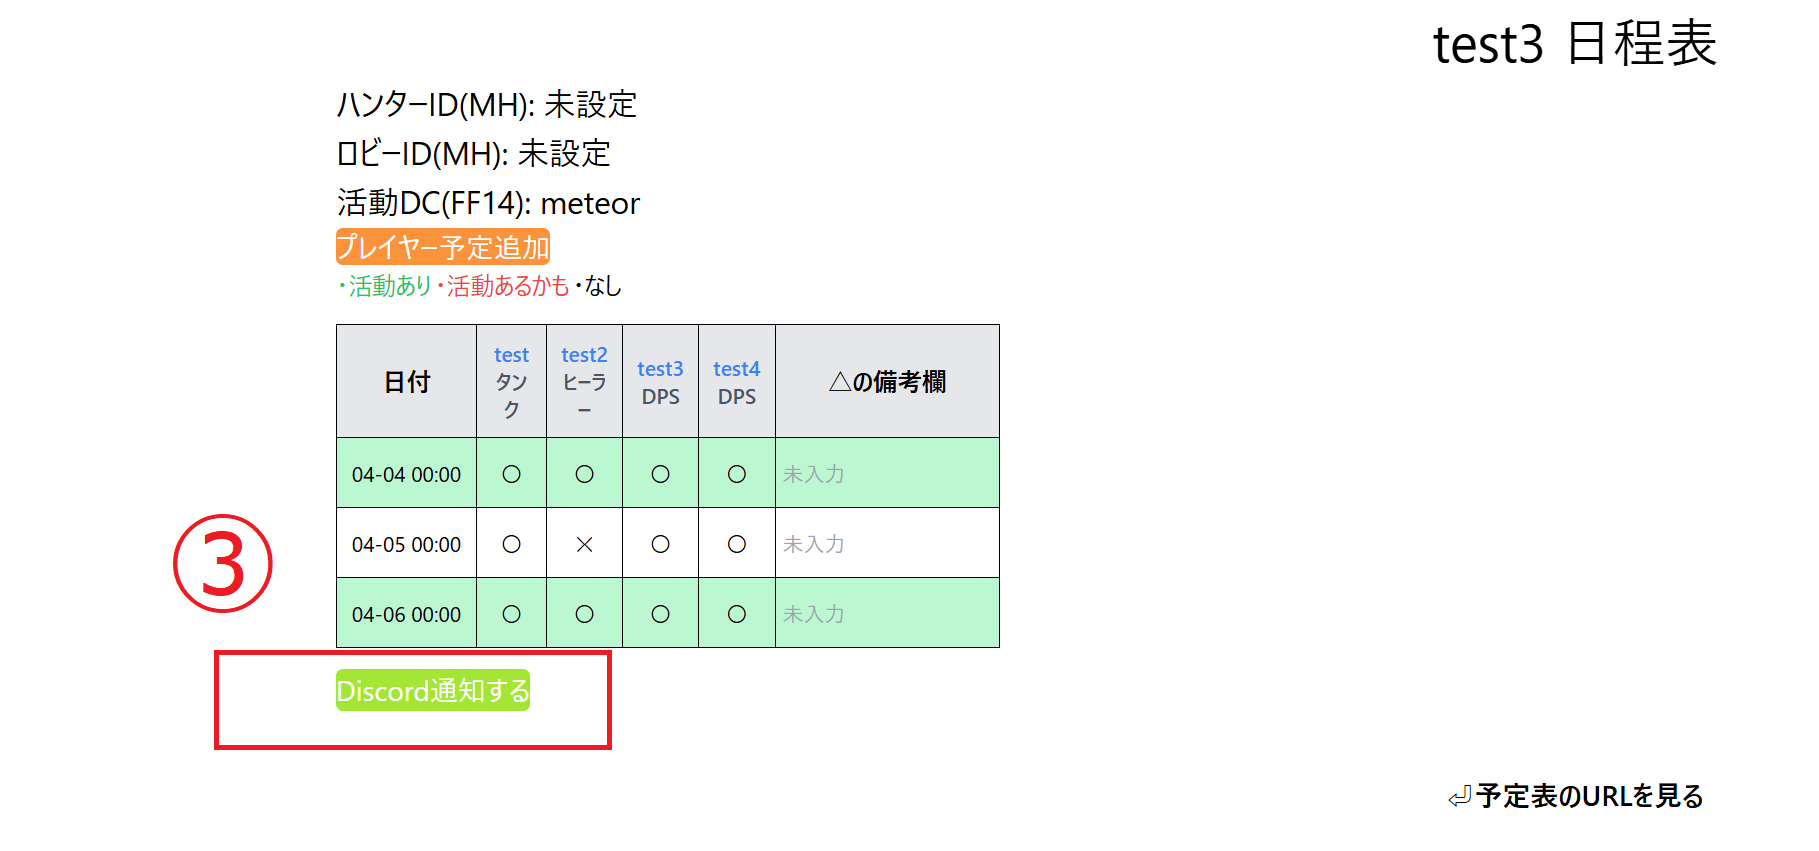 test3 日程表
ハンターID(MH): 未設定
ロビーID(MH): 未設定
活動DC(FF14): meteor
プレイヤー予定追加
・活動あり・活動あるかも・なし
日付 test タンク test2 ヒーラー test3 DPS test4 DPS △の備考欄
04-04 00:00 〇 〇 〇 〇 未入力
04-05 00:00 〇 × 〇 〇 未入力
③
04-06 00:00 〇 〇 〇 〇 未入力
Discord通知する
⏎予定表のURLを見る